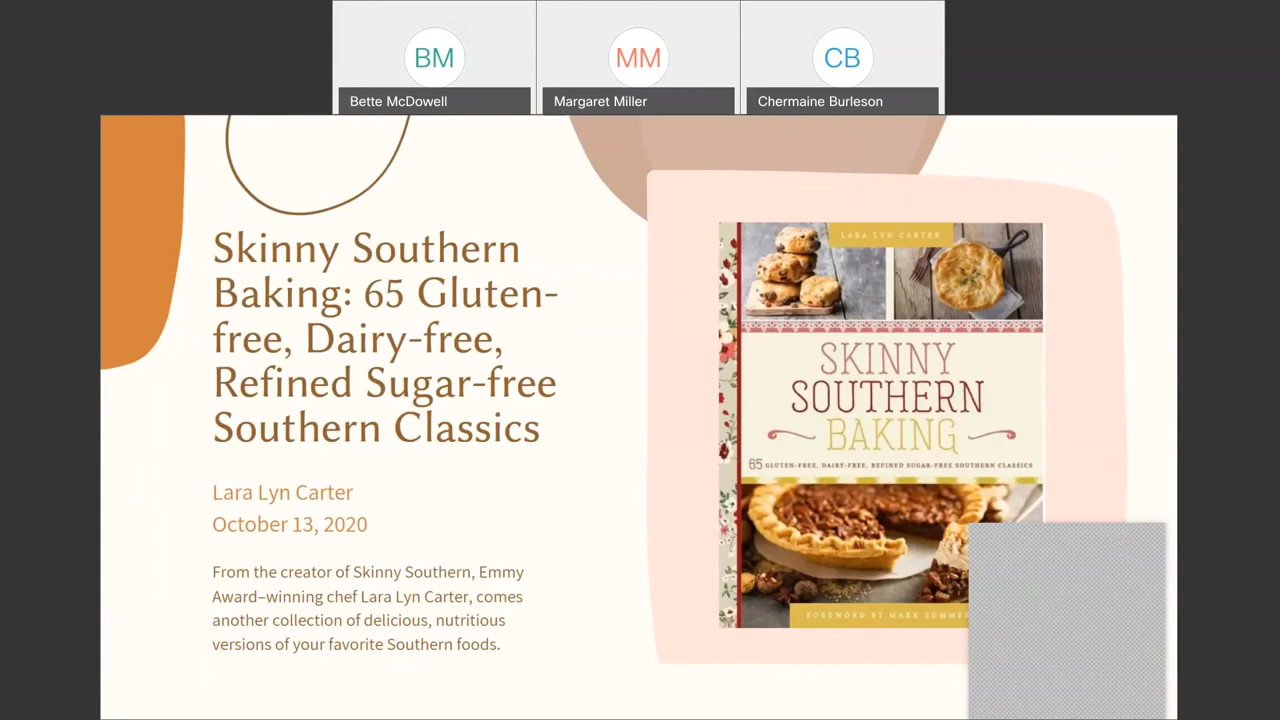 BM
MM
CB
Bette McDowell
Margaret Miller
Chermaine Burleson
Skinny Southern
Baking: 65 Gluten-
free, Dairy-free,
Refined Sugar-free
Southern Classics
Lara Lyn Carter
October 13, 2020
From the creator of Skinny Southern, Emmy
Award–winning chef Lara Lyn Carter, comes
another collection of delicious, nutritious
versions of your favorite Southern foods.
LARA LYN CARTER
SKINNY
SOUTHERN
BAKING
65 GLUTEN-FREE, DAIRY-FREE, REFINED SUGAR-FREE SOUTHERN CLASSICS
FOREWORD BY MARK